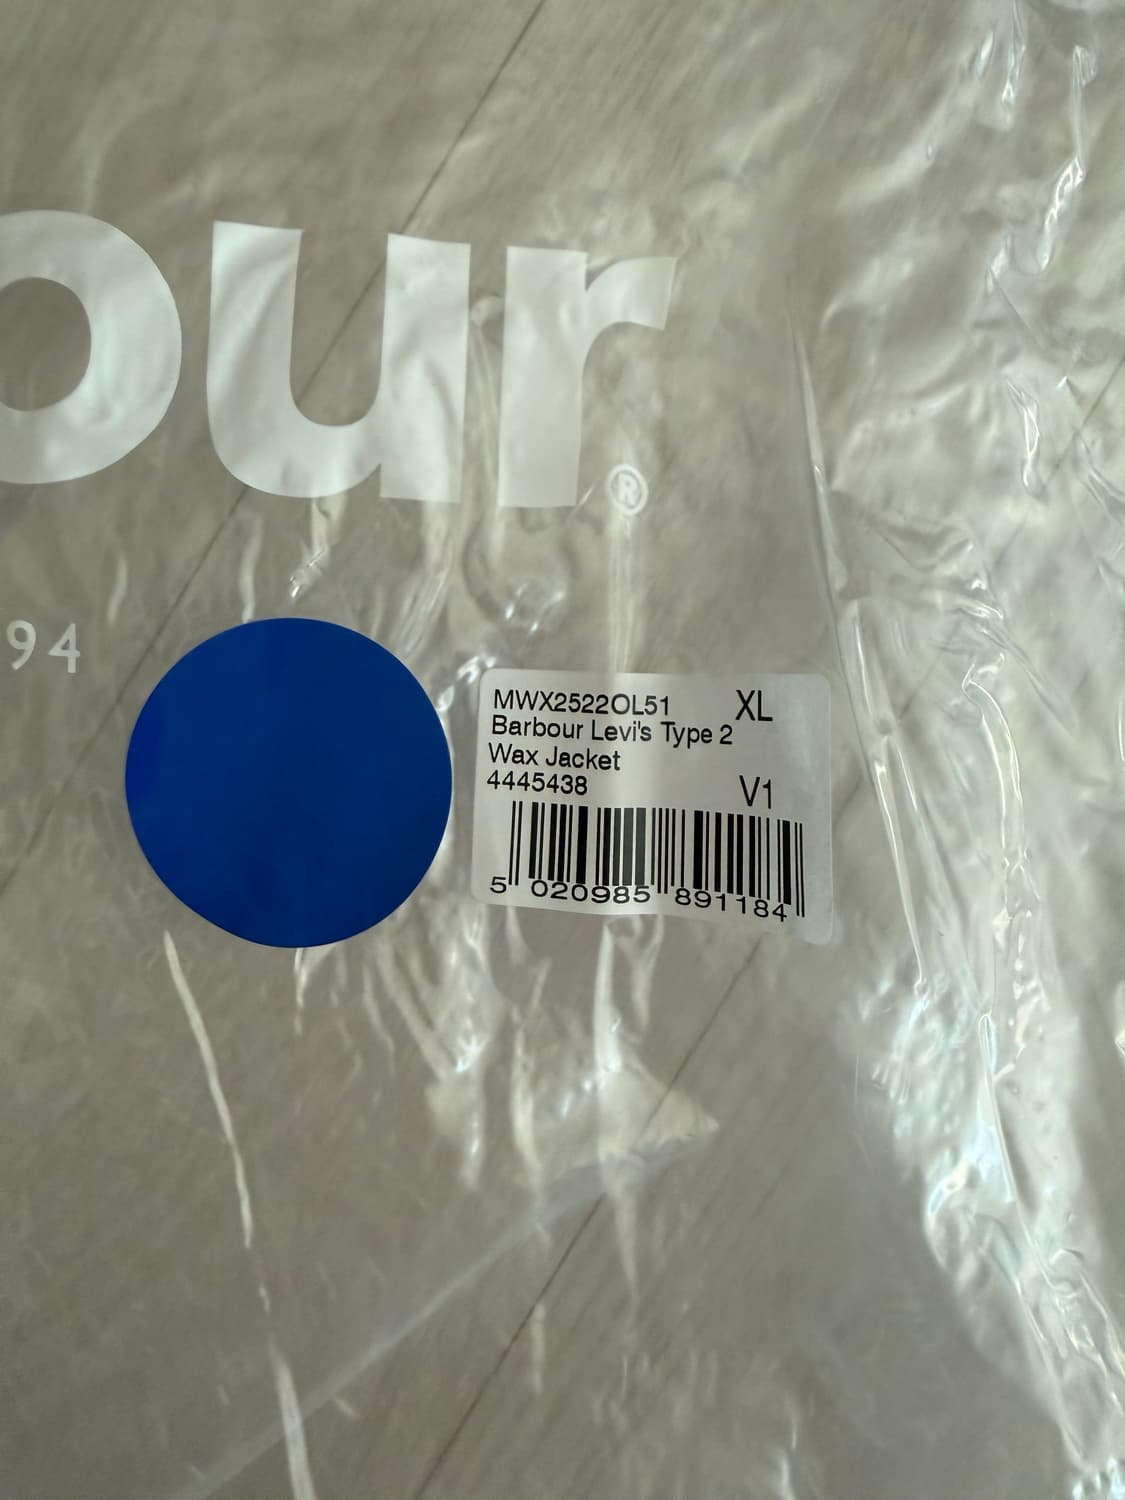 our®
94
MWX2522OL51 XL
Barbour Levi's Type 2
Wax Jacket
4445438 V1
5 020985 891184